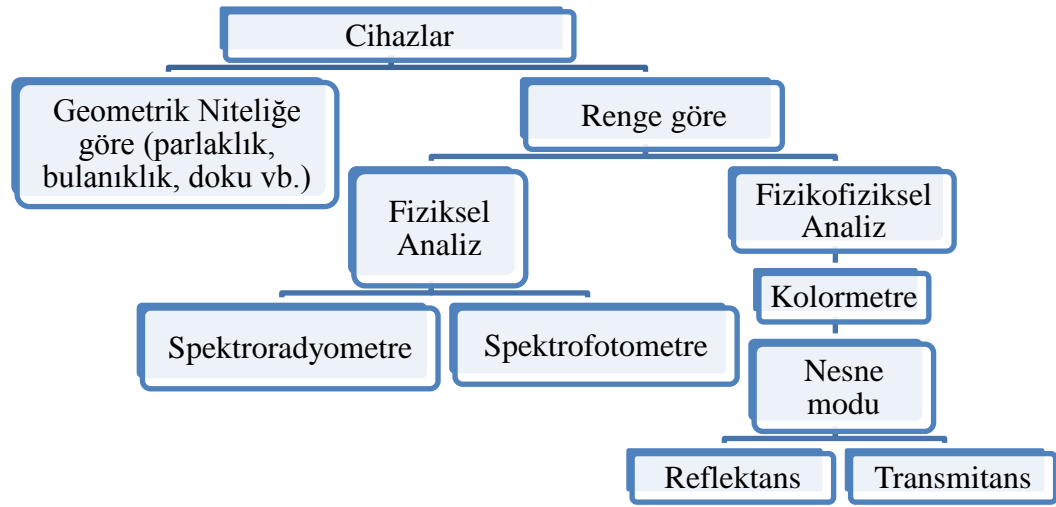 Cihazlar
Geometrik Niteliğe
göre (parlaklık,
bulanıklık, doku vb.)
Renge göre
Fiziksel
Analiz
Fizikofiziksel
Analiz
Spektroradyometre
Spektrofotometre
Kolormetre
Nesne
modu
Reflektans
Transmitans